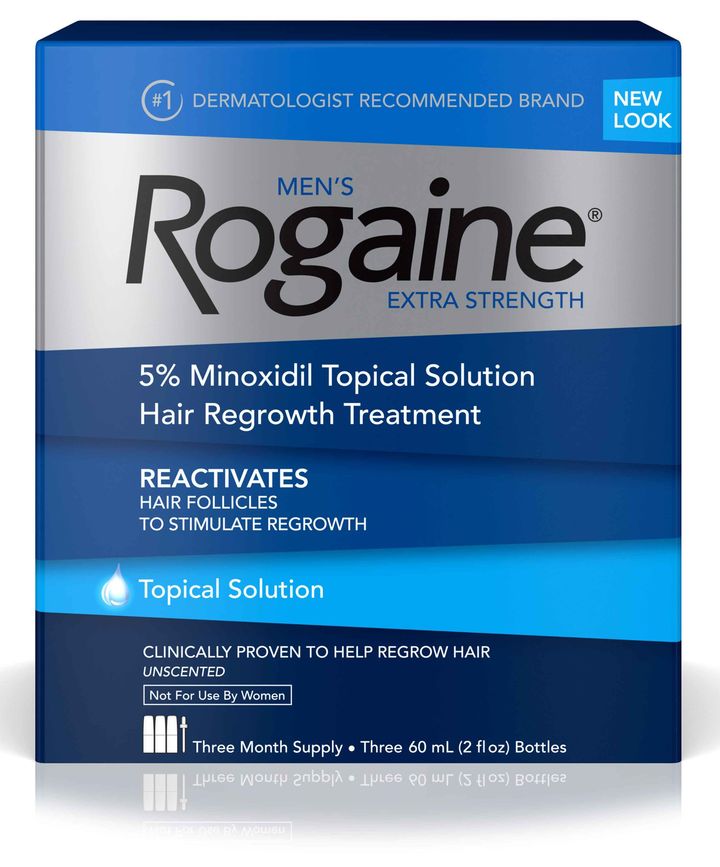 #1 DERMATOLOGIST RECOMMENDED BRAND
NEW
LOOK
MEN'S
Rogaine®
EXTRA STRENGTH
5% Minoxidil Topical Solution
Hair Regrowth Treatment
REACTIVATES
HAIR FOLLICLES
TO STIMULATE REGROWTH
Topical Solution
CLINICALLY PROVEN TO HELP REGROW HAIR
UNSCENTED
Not For Use By Women
Three Month Supply • Three 60 mL (2 fl oz) Bottles